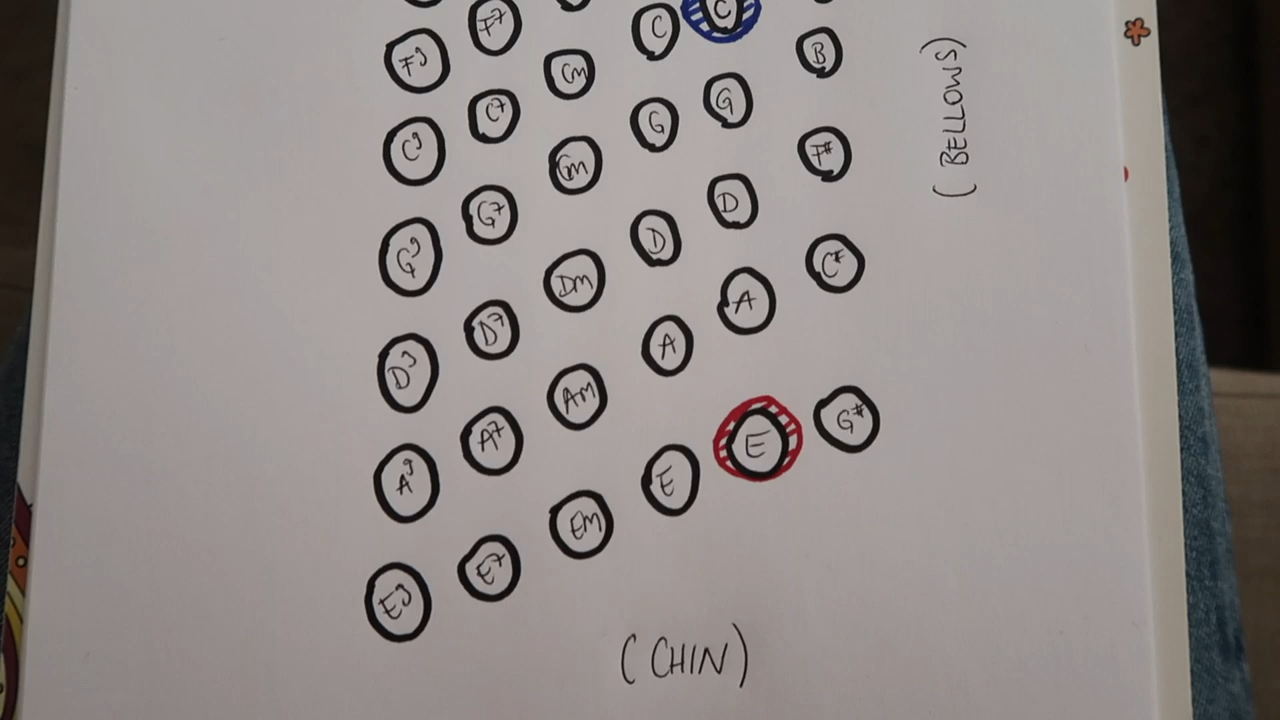 F9 F7
C9 C7 Cm C C
G9 G7 Gm G G B
D9 D7 Dm D D F#
A9 A7 Am A A C#
E9 E7 Em E E G#
(BELLOWS)
(CHIN)